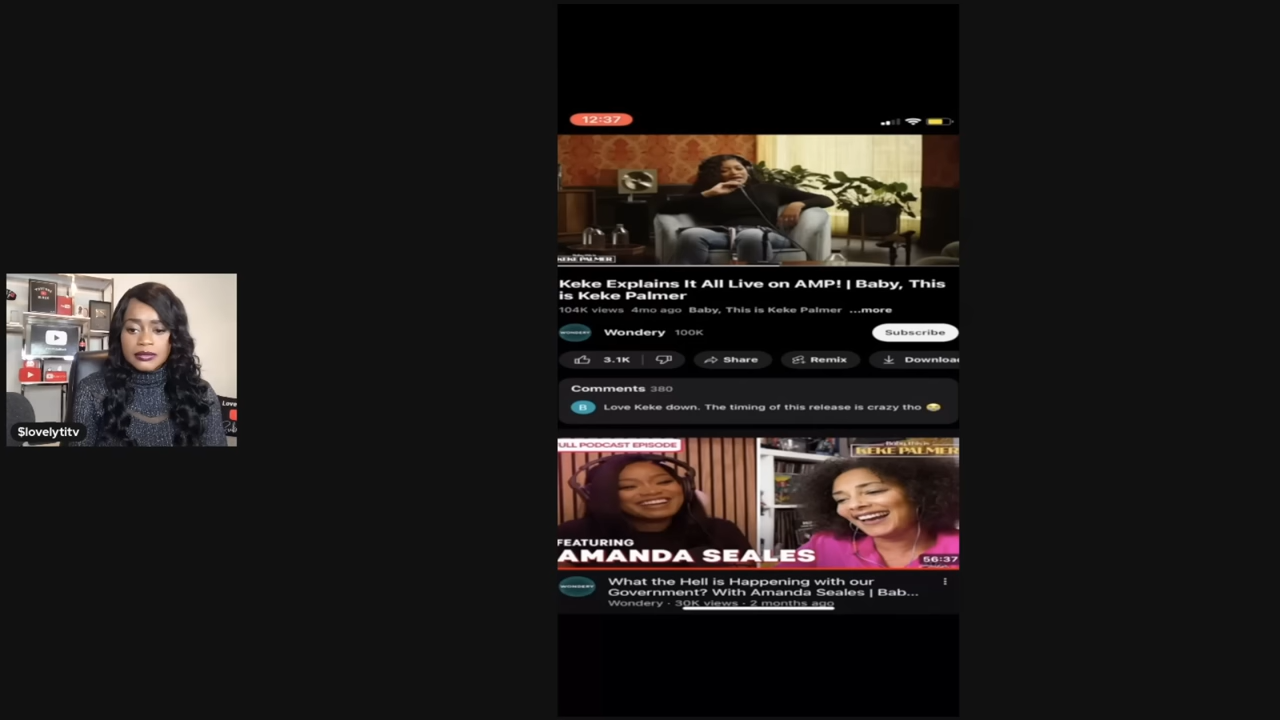 $lovelytitv
12:37
KEKE PALMER
Keke Explains It All Live on AMP! | Baby, This
is Keke Palmer
104K views 4mo ago Baby, This is Keke Palmer ...more
WONDERY
Wondery 100K
Subscribe
3.1K
Share
Remix
Downloa
Comments 380
B
Love Keke down. The timing of this release is crazy tho 😂
ULL PODCAST EPISODE
KEKE PALMER
FEATURING
AMANDA SEALES
56:37
WONDERY
What the Hell is Happening with our
Government? With Amanda Seales | Bab...
Wondery · 30K views · 2 months ago